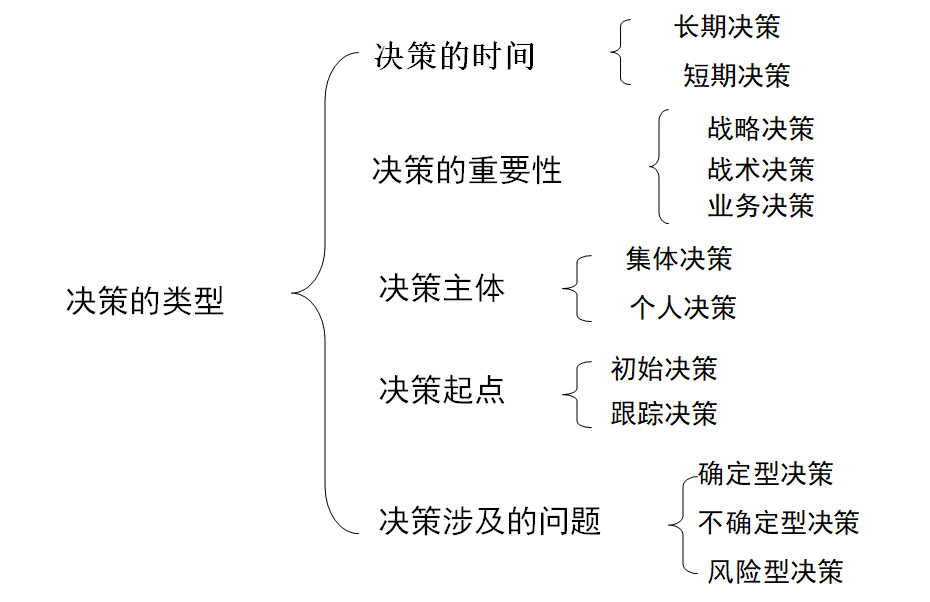 决策的类型
决策的时间
长期决策
短期决策
决策的重要性
战略决策
战术决策
业务决策
决策主体
集体决策
个人决策
决策起点
初始决策
跟踪决策
决策涉及的问题
确定型决策
不确定型决策
风险型决策